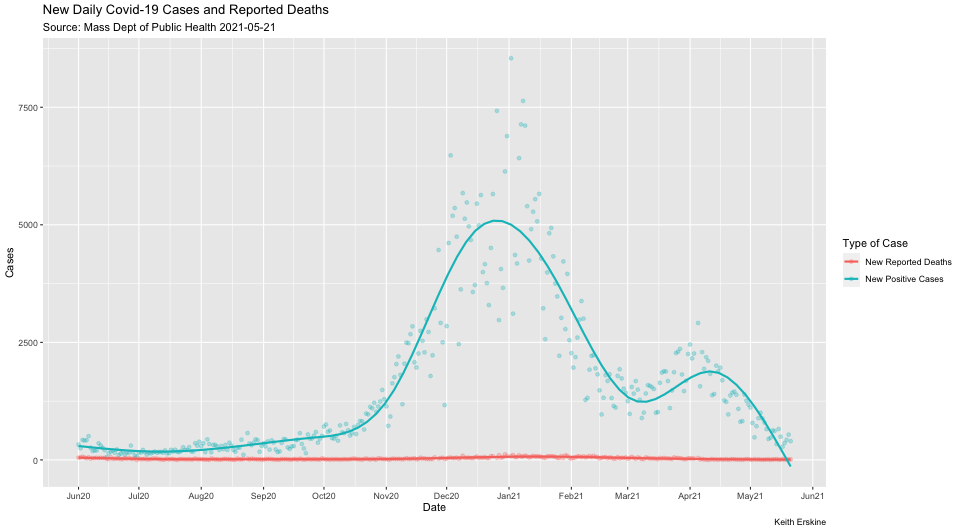 New Daily Covid-19 Cases and Reported Deaths
Source: Mass Dept of Public Health 2021-05-21
7500
5000
2500
0
Cases
Jun20 Jul20 Aug20 Sep20 Oct20 Nov20 Dec20 Jan21 Feb21 Mar21 Apr21 May21 Jun21
Date
Type of Case
New Reported Deaths
New Positive Cases
Keith Erskine